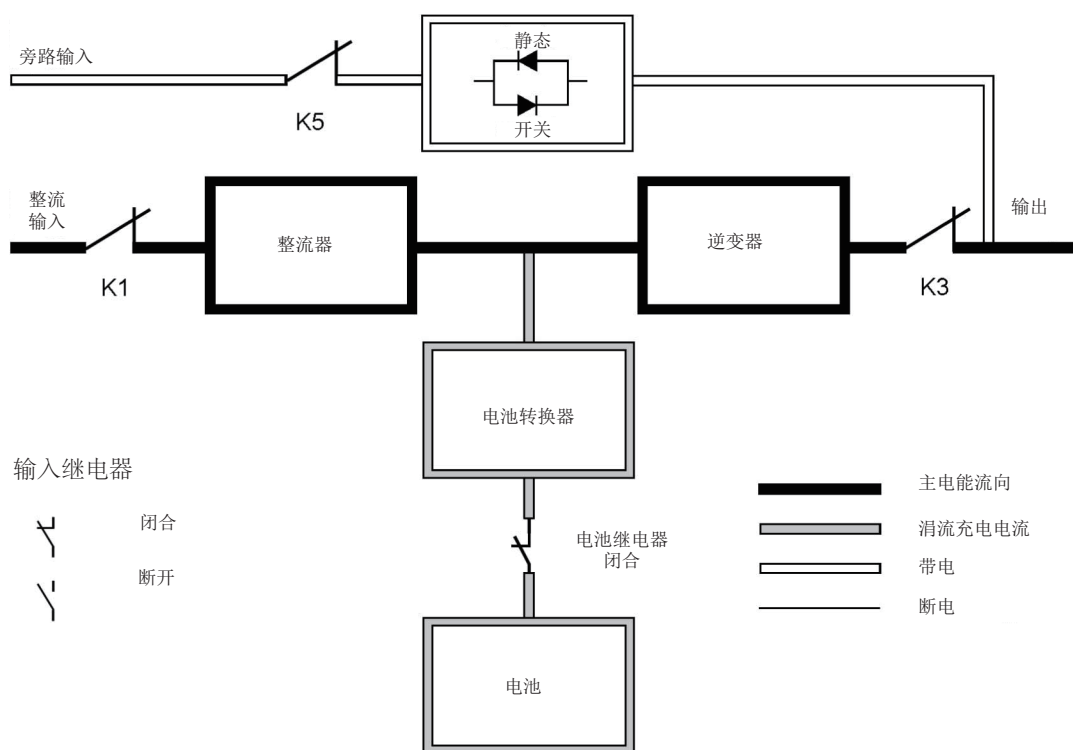 旁路输入
静态
开关
K5
整流
输入
K1
整流器
逆变器
输出
K3
电池转换器
输入继电器
闭合
断开
电池继电器
闭合
主电能流向
涓流充电电流
带电
断电
电池